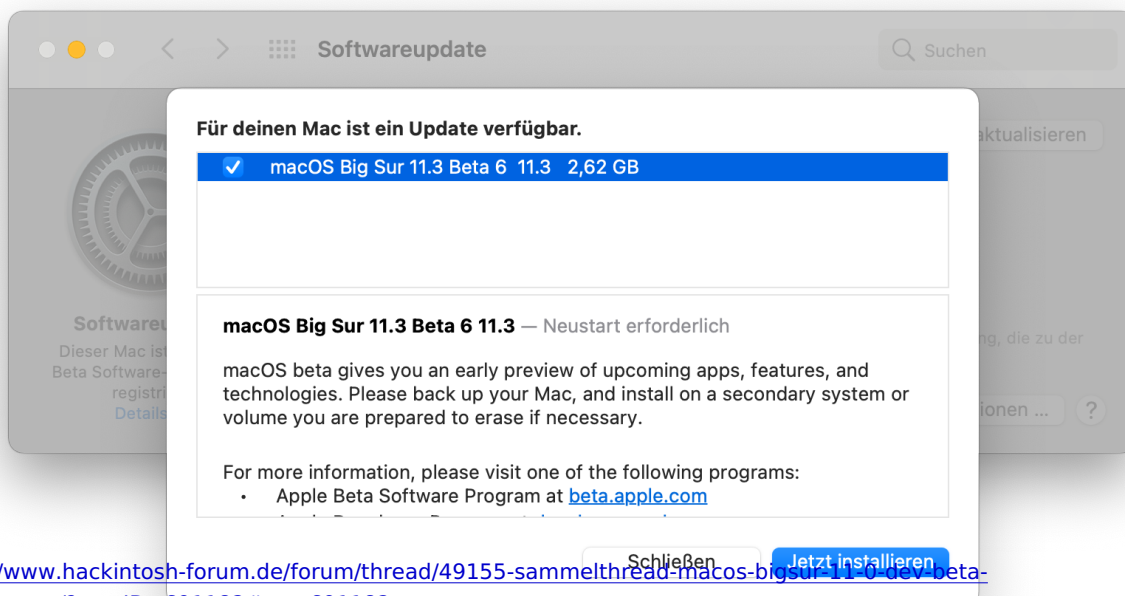 Softwareupdate
Suchen
Für deinen Mac ist ein Update verfügbar.
aktualisieren
macOS Big Sur 11.3 Beta 6 11.3 2,62 GB
Softwareu
Dieser Mac ist
Beta Software-
registri
Details
macOS Big Sur 11.3 Beta 6 11.3 — Neustart erforderlich
ng, die zu der
macOS beta gives you an early preview of upcoming apps, features, and
technologies. Please back up your Mac, and install on a secondary system or
volume you are prepared to erase if necessary.
ionen ... ?
For more information, please visit one of the following programs:
• Apple Beta Software Program at beta.apple.com
Schließen
Jetzt installieren
/www.hackintosh-forum.de/forum/thread/49155-sammelthread-macos-bigsur-11-0-dev-beta-